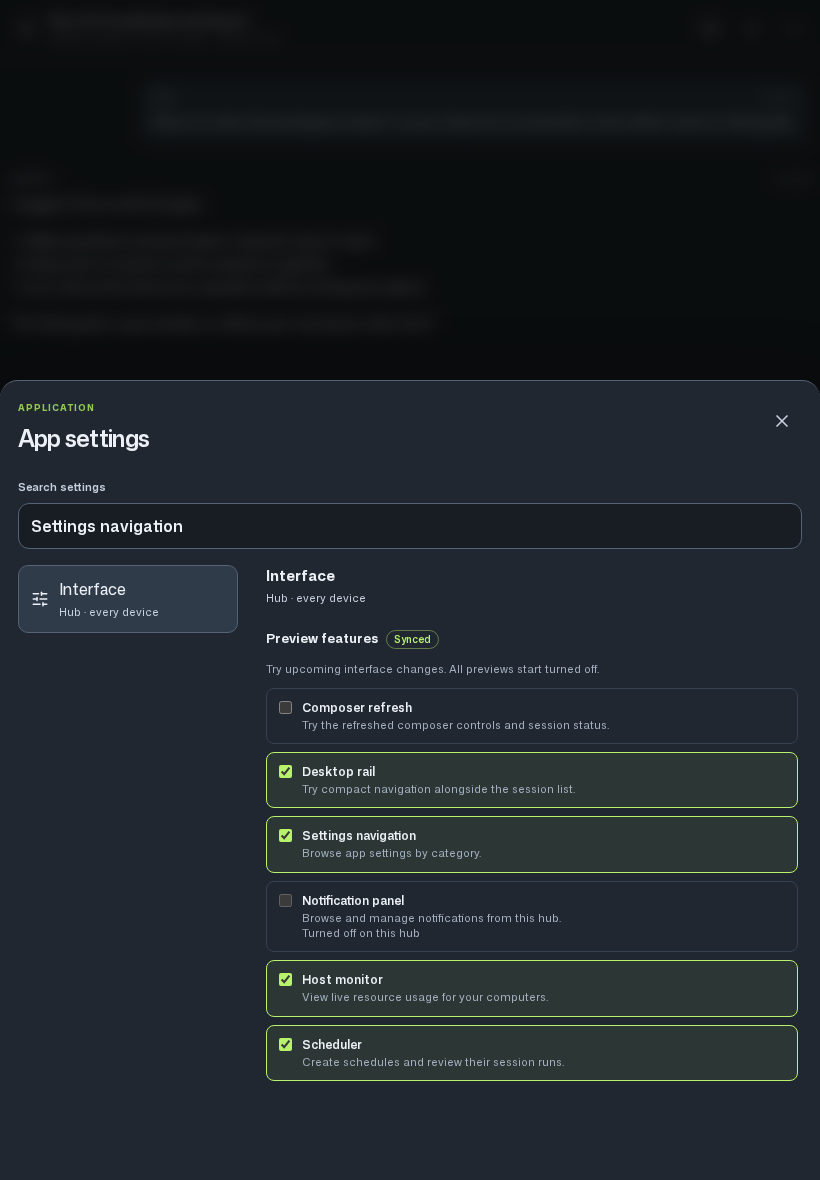 APPLICATION
App settings
Search settings
Settings navigation
Interface
Hub · every device
Interface
Hub · every device
Preview features
Synced
Try upcoming interface changes. All previews start turned off.
Composer refresh
Try the refreshed composer controls and session status.
Desktop rail
Try compact navigation alongside the session list.
Settings navigation
Browse app settings by category.
Notification panel
Browse and manage notifications from this hub.
Turned off on this hub
Host monitor
View live resource usage for your computers.
Scheduler
Create schedules and review their session runs.